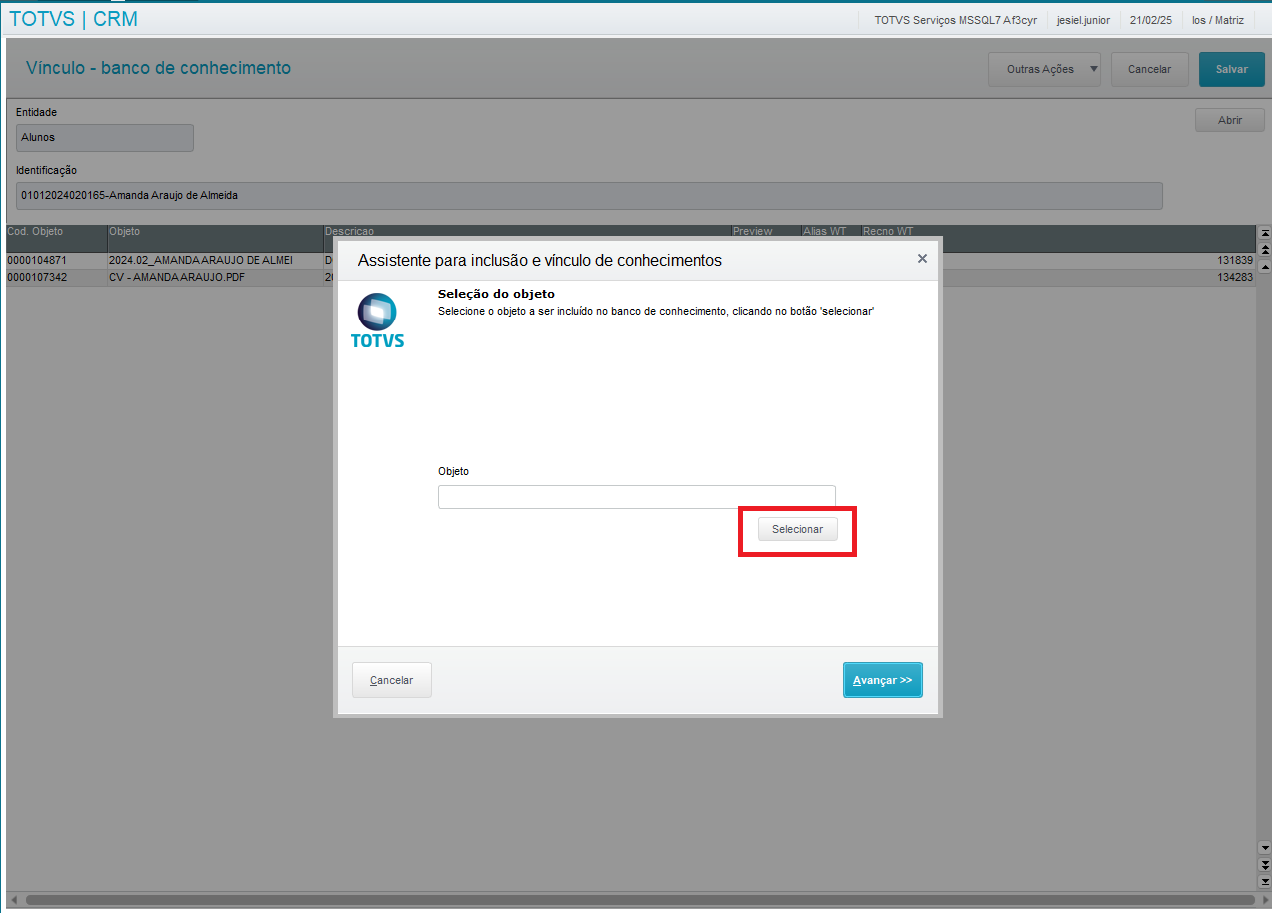 TOTVS | CRM
TOTVS Serviços MSSQL7 Af3cyr jesiel.junior 21/02/25 Ios / Matriz
Vínculo - banco de conhecimento
Outras Ações Cancelar Salvar
Entidade
Abrir
Alunos
Identificação
01012024020165-Amanda Araujo de Almeida
Cod. Objeto Objeto Descricao Preview Alias WT Recno WT
0000104871 2024.02_AMANDA ARAUJO DE ALMEI 131839
0000107342 CV - AMANDA ARAUJO.PDF 134283
Assistente para inclusão e vínculo de conhecimentos
Seleção do objeto
Selecione o objeto a ser incluído no banco de conhecimento, clicando no botão 'selecionar'
TOTVS
Objeto
Selecionar
Cancelar Avançar >>